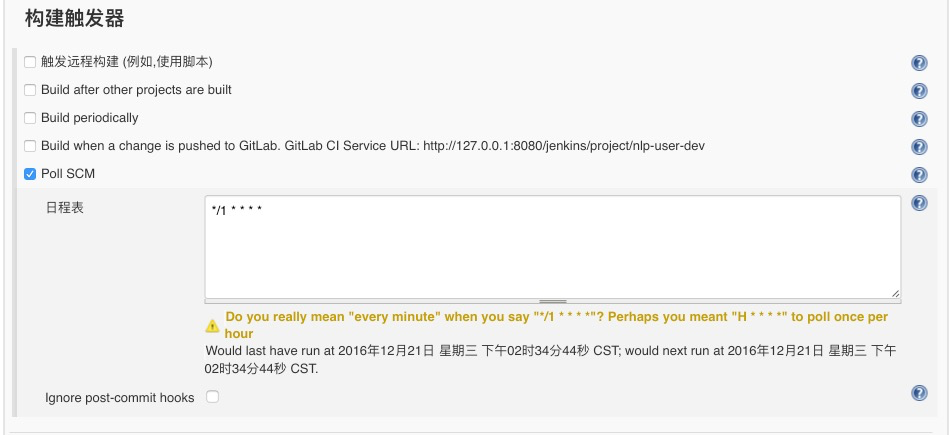 构建触发器
触发远程构建 (例如,使用脚本)
Build after other projects are built
Build periodically
Build when a change is pushed to GitLab. GitLab CI Service URL: http://127.0.0.1:8080/jenkins/project/nlp-user-dev
Poll SCM
日程表
*/1 * * * *
Do you really mean "every minute" when you say "*/1 * * * *"? Perhaps you meant "H * * * *" to poll once per
hour
Would last have run at 2016年12月21日 星期三 下午02时34分44秒 CST; would next run at 2016年12月21日 星期三 下午
02时34分44秒 CST.
Ignore post-commit hooks